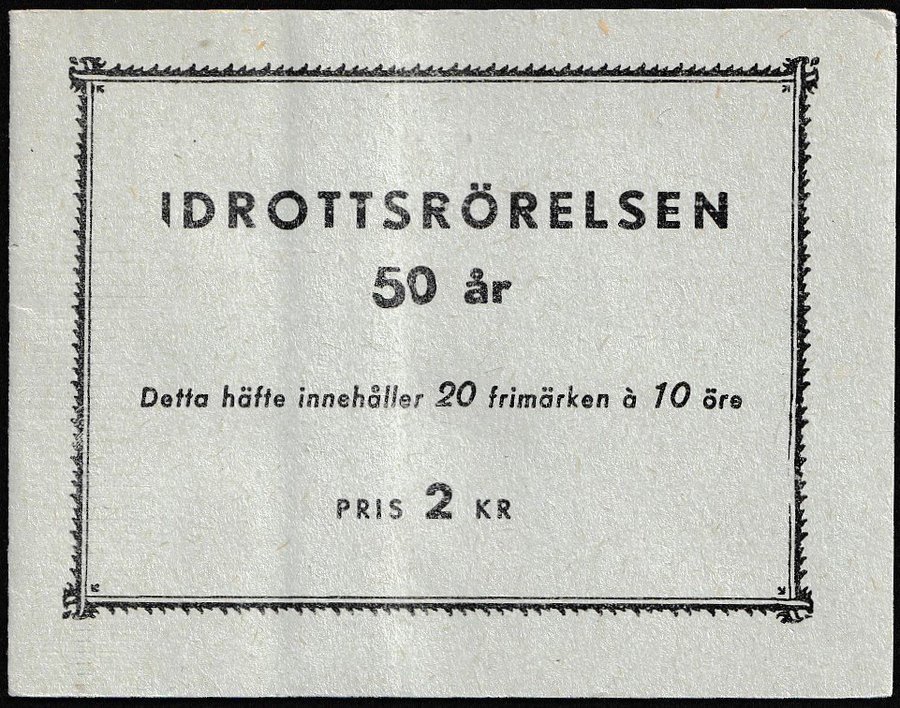 IDROTTSRÖRELSEN
50 år
Detta häfte innehåller 20 frimärken à 10 öre
PRIS 2 KR